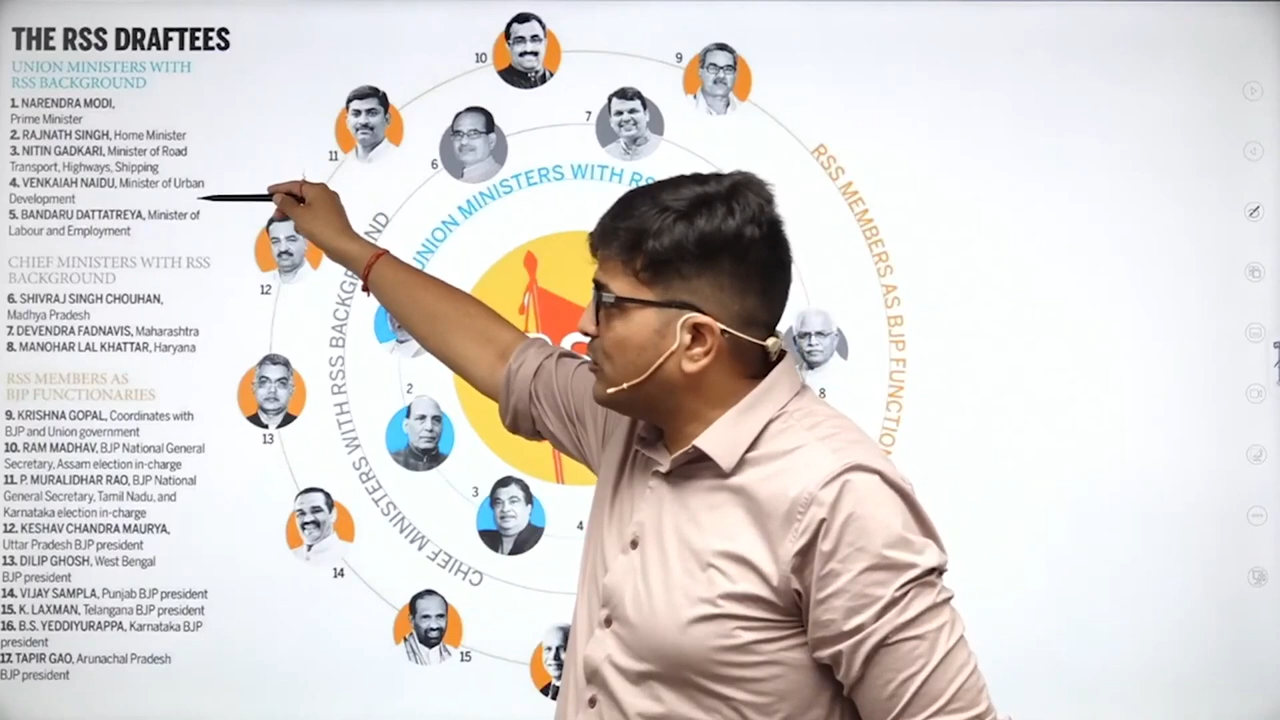 THE RSS DRAFTEES
UNION MINISTERS WITH
RSS BACKGROUND
1. NARENDRA MODI,
Prime Minister
2. RAJNATH SINGH, Home Minister
3. NITIN GADKARI, Minister of Road
Transport, Highways, Shipping
4. VENKAIAH NAIDU, Minister of Urban
Development
5. BANDARU DATTATREYA, Minister of
Labour and Employment
CHIEF MINISTERS WITH RSS
BACKGROUND
6. SHIVRAJ SINGH CHOUHAN,
Madhya Pradesh
7. DEVENDRA FADNAVIS, Maharashtra
8. MANOHAR LAL KHATTAR, Haryana
RSS MEMBERS AS
BJP FUNCTIONARIES
9. KRISHNA GOPAL, Coordinates with
BJP and Union government
10. RAM MADHAV, BJP National General
Secretary, Assam election in-charge
11. P. MURALIDHAR RAO, BJP National
General Secretary, Tamil Nadu, and
Karnataka election in-charge
12. KESHAV CHANDRA MAURYA,
Uttar Pradesh BJP president
13. DILIP GHOSH, West Bengal
BJP president
14. VIJAY SAMPLA, Punjab BJP president
15. K. LAXMAN, Telangana BJP president
16. B.S. YEDDIYURAPPA, Karnataka BJP
president
17. TAPIR GAO, Arunachal Pradesh
BJP president
10
9
11
7
6
UNION MINISTERS WITH RS
RSS MEMBERS AS BJP FUNCTIO
12
8
2
13
3
4
CHIEF MINISTERS WITH RSS BACKG ND
14
15